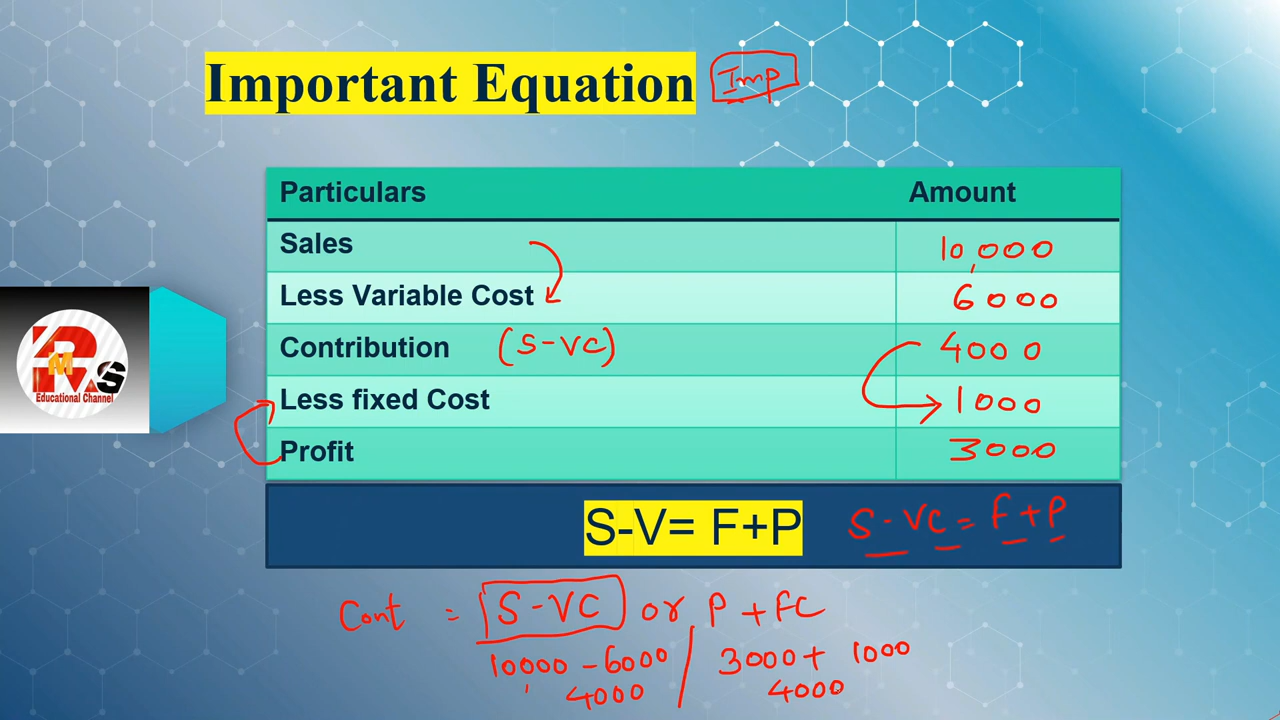 Important Equation Imp
Particulars Amount
Sales 10,000
Less Variable Cost 6000
Contribution (S-VC) 4000
Less fixed Cost 1000
Profit 3000
S-V= F+P S-VC= F+P
Cont = S-VC or P+FC
10000-6000 / 3000+ 1000
4000 4000
M S
Educational Channel